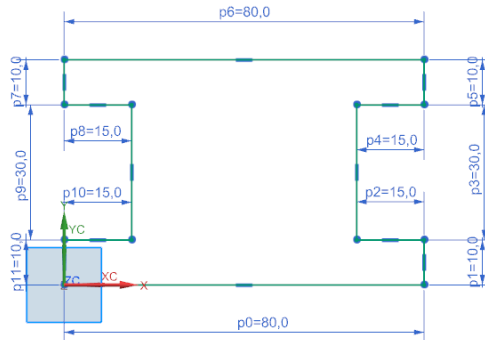 p6=80,0
p7=10,0
p5=10,0
p8=15,0
p4=15,0
p9=30,0
p3=30,0
p10=15,0
p2=15,0
Y
YC
p11=10,0
p1=10,0
ZC
XC
X
p0=80,0